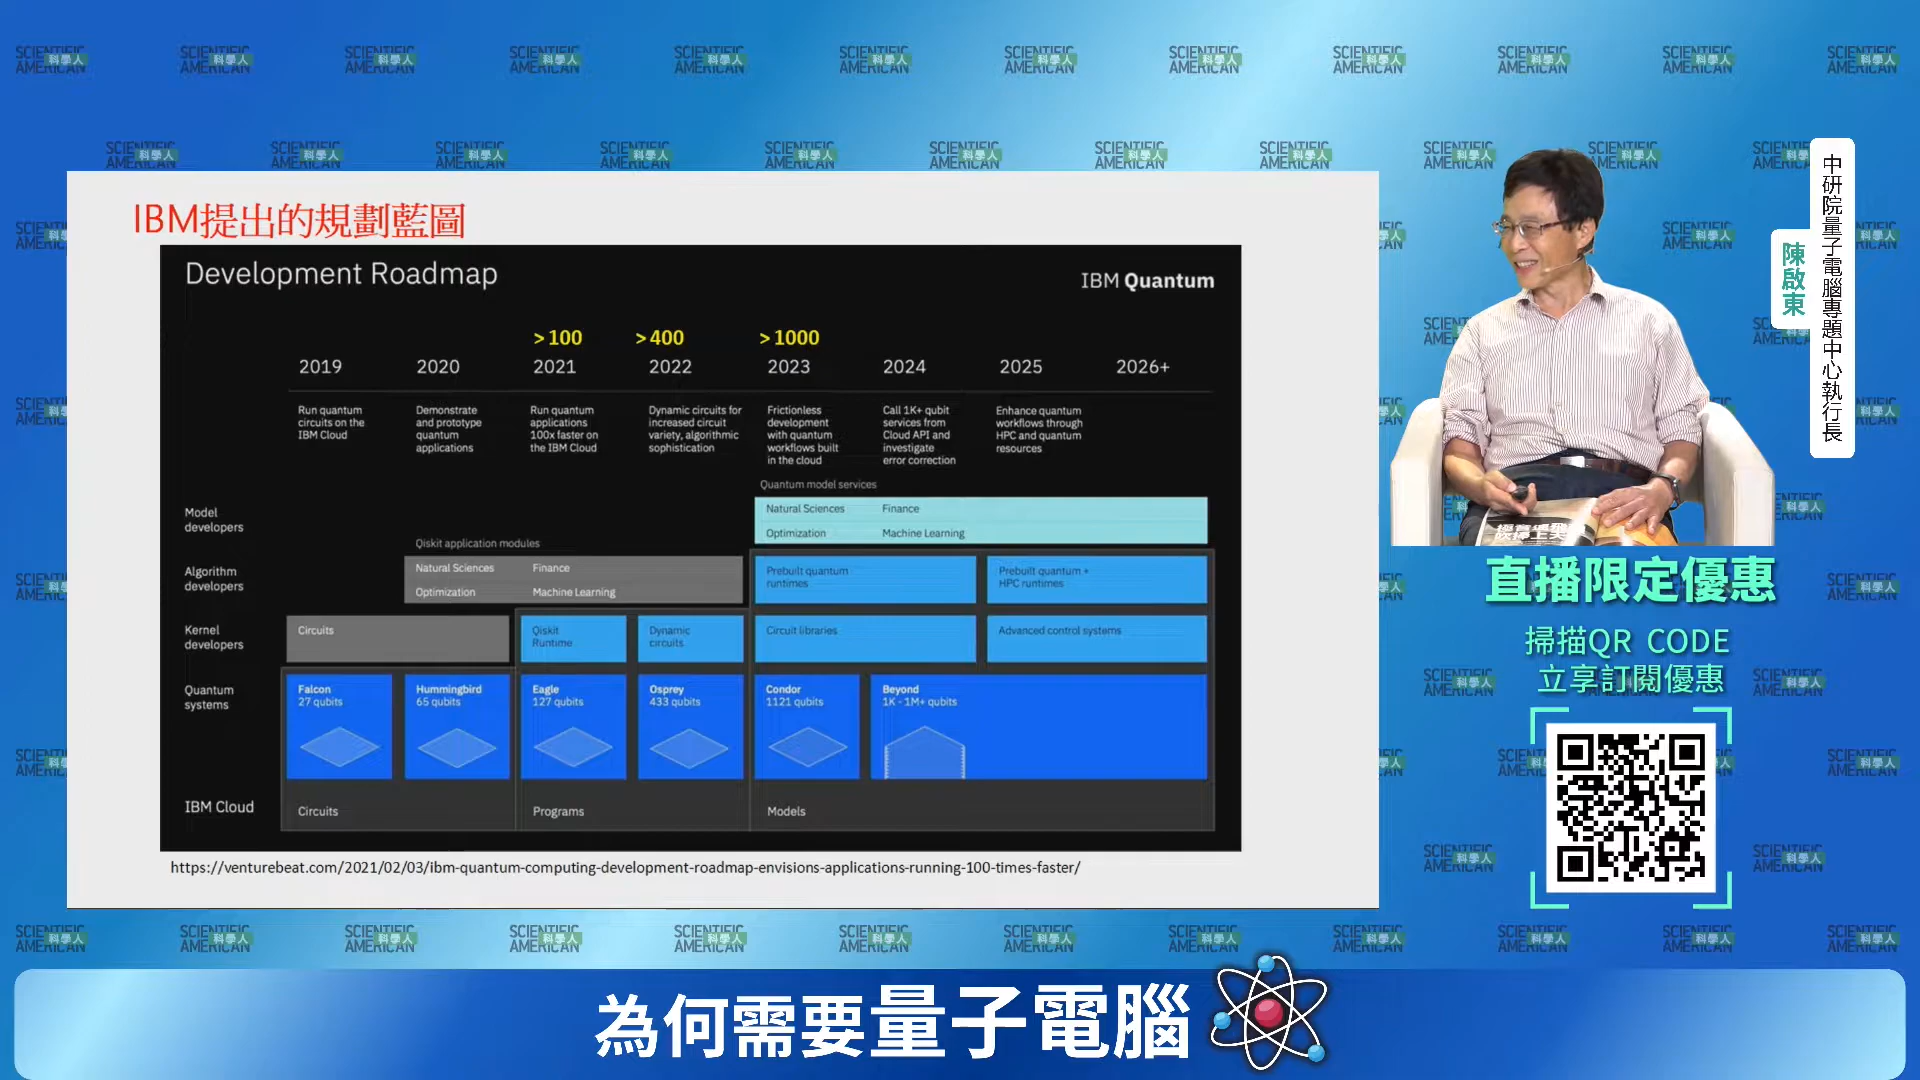 SCIENTIFIC AMERICAN 科學人
IBM提出的規劃藍圖
Development Roadmap
IBM Quantum
>100
>400
>1000
2019
2020
2021
2022
2023
2024
2025
2026+
Run quantum
circuits on the
IBM Cloud
Demonstrate
and prototype
quantum
applications
Run quantum
applications
100x faster on
the IBM Cloud
Dynamic circuits for
increased circuit
variety, algorithmic
sophistication
Frictionless
development
with quantum
workflows built
in the cloud
Call 1K+ qubit
services from
Cloud API and
investigate
error correction
Enhance quantum
workflows through
HPC and quantum
resources
Model
developers
Quantum model services
Natural Sciences
Finance
Optimization
Machine Learning
Algorithm
developers
Qiskit application modules
Natural Sciences
Finance
Optimization
Machine Learning
Prebuilt quantum
runtimes
Prebuilt quantum +
HPC runtimes
Kernel
developers
Circuits
Qiskit
Runtime
Dynamic
circuits
Circuit libraries
Advanced control systems
Quantum
systems
Falcon
27 qubits
Hummingbird
65 qubits
Eagle
127 qubits
Osprey
433 qubits
Condor
1121 qubits
Beyond
1K - 1M+ qubits
IBM Cloud
Circuits
Programs
Models
https://venturebeat.com/2021/02/03/ibm-quantum-computing-development-roadmap-envisions-applications-running-100-times-faster/
中研院量子電腦專題中心執行長
陳啟東
直播限定優惠
掃描QR CODE
立享訂閱優惠
為何需要量子電腦